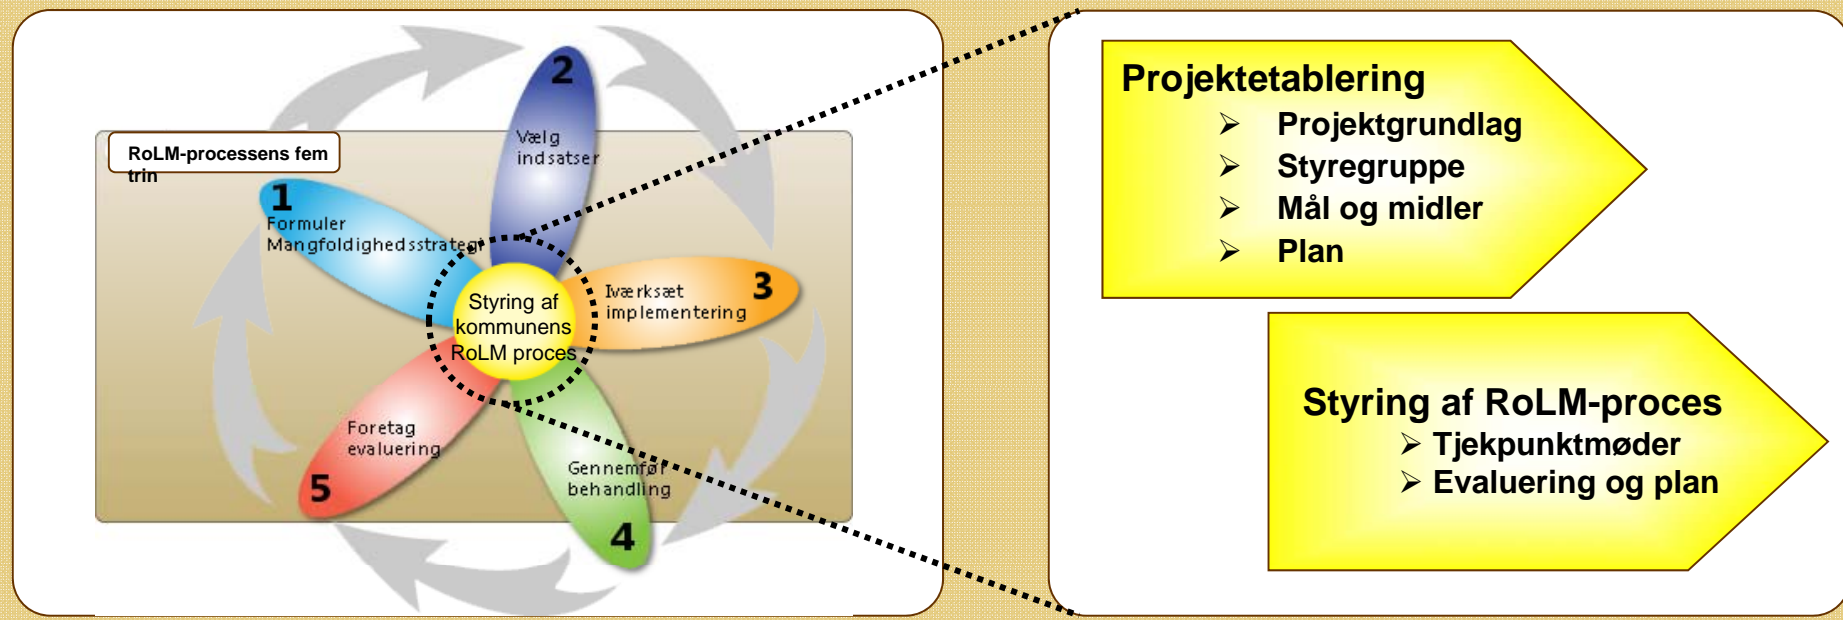 RoLM-processens fem
trin
1
Formuler
Mangfoldighedsstrategi
2
Vælg
indsatser
3
Iværksæt
implementering
4
Gennemfør
behandling
5
Foretag
evaluering
Styring af
kommunens
RoLM proces
Projektetablering
➢ Projektgrundlag
➢ Styregruppe
➢ Mål og midler
➢ Plan
Styring af RoLM-proces
➢ Tjekpunktmøder
➢ Evaluering og plan